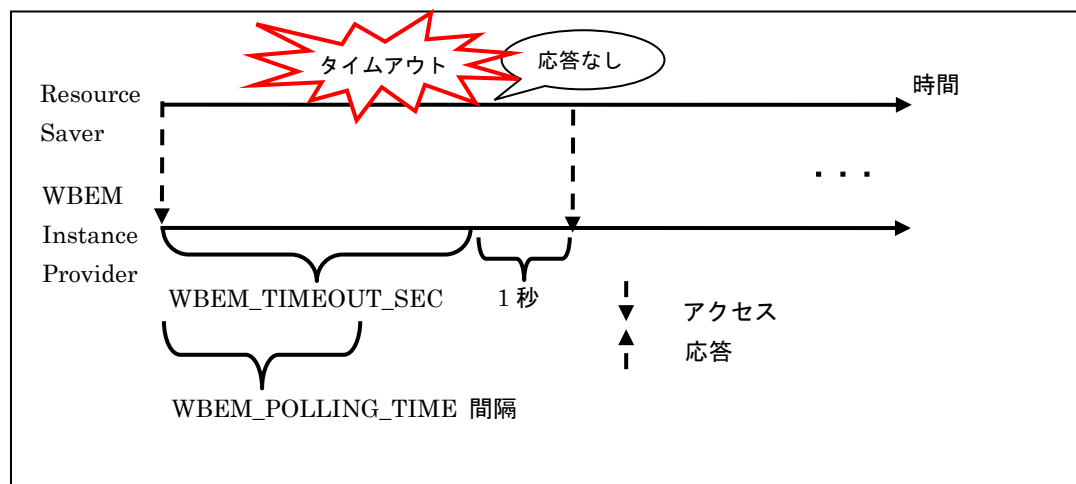 タイムアウト
応答なし
時間
Resource
Saver
・・・
WBEM
Instance
Provider
WBEM_TIMEOUT_SEC
1 秒
アクセス
応答
WBEM_POLLING_TIME 間隔